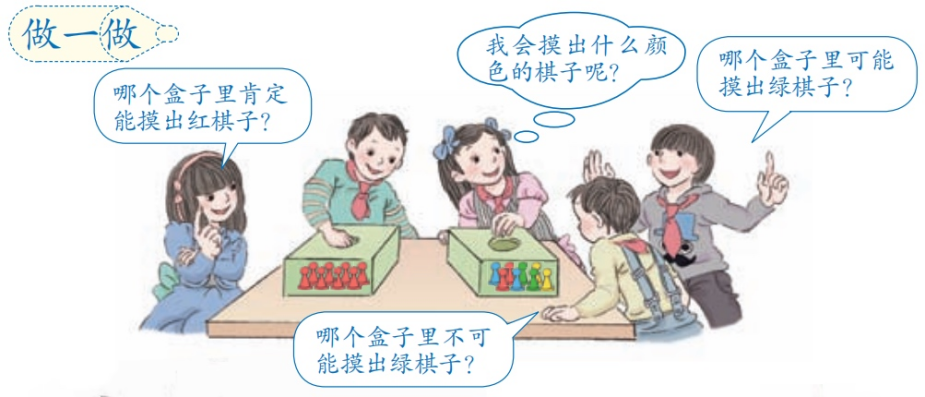 做一做
哪个盒子里肯定
能摸出红棋子?
我会摸出什么颜
色的棋子呢?
哪个盒子里可能
摸出绿棋子?
哪个盒子里不可
能摸出绿棋子?